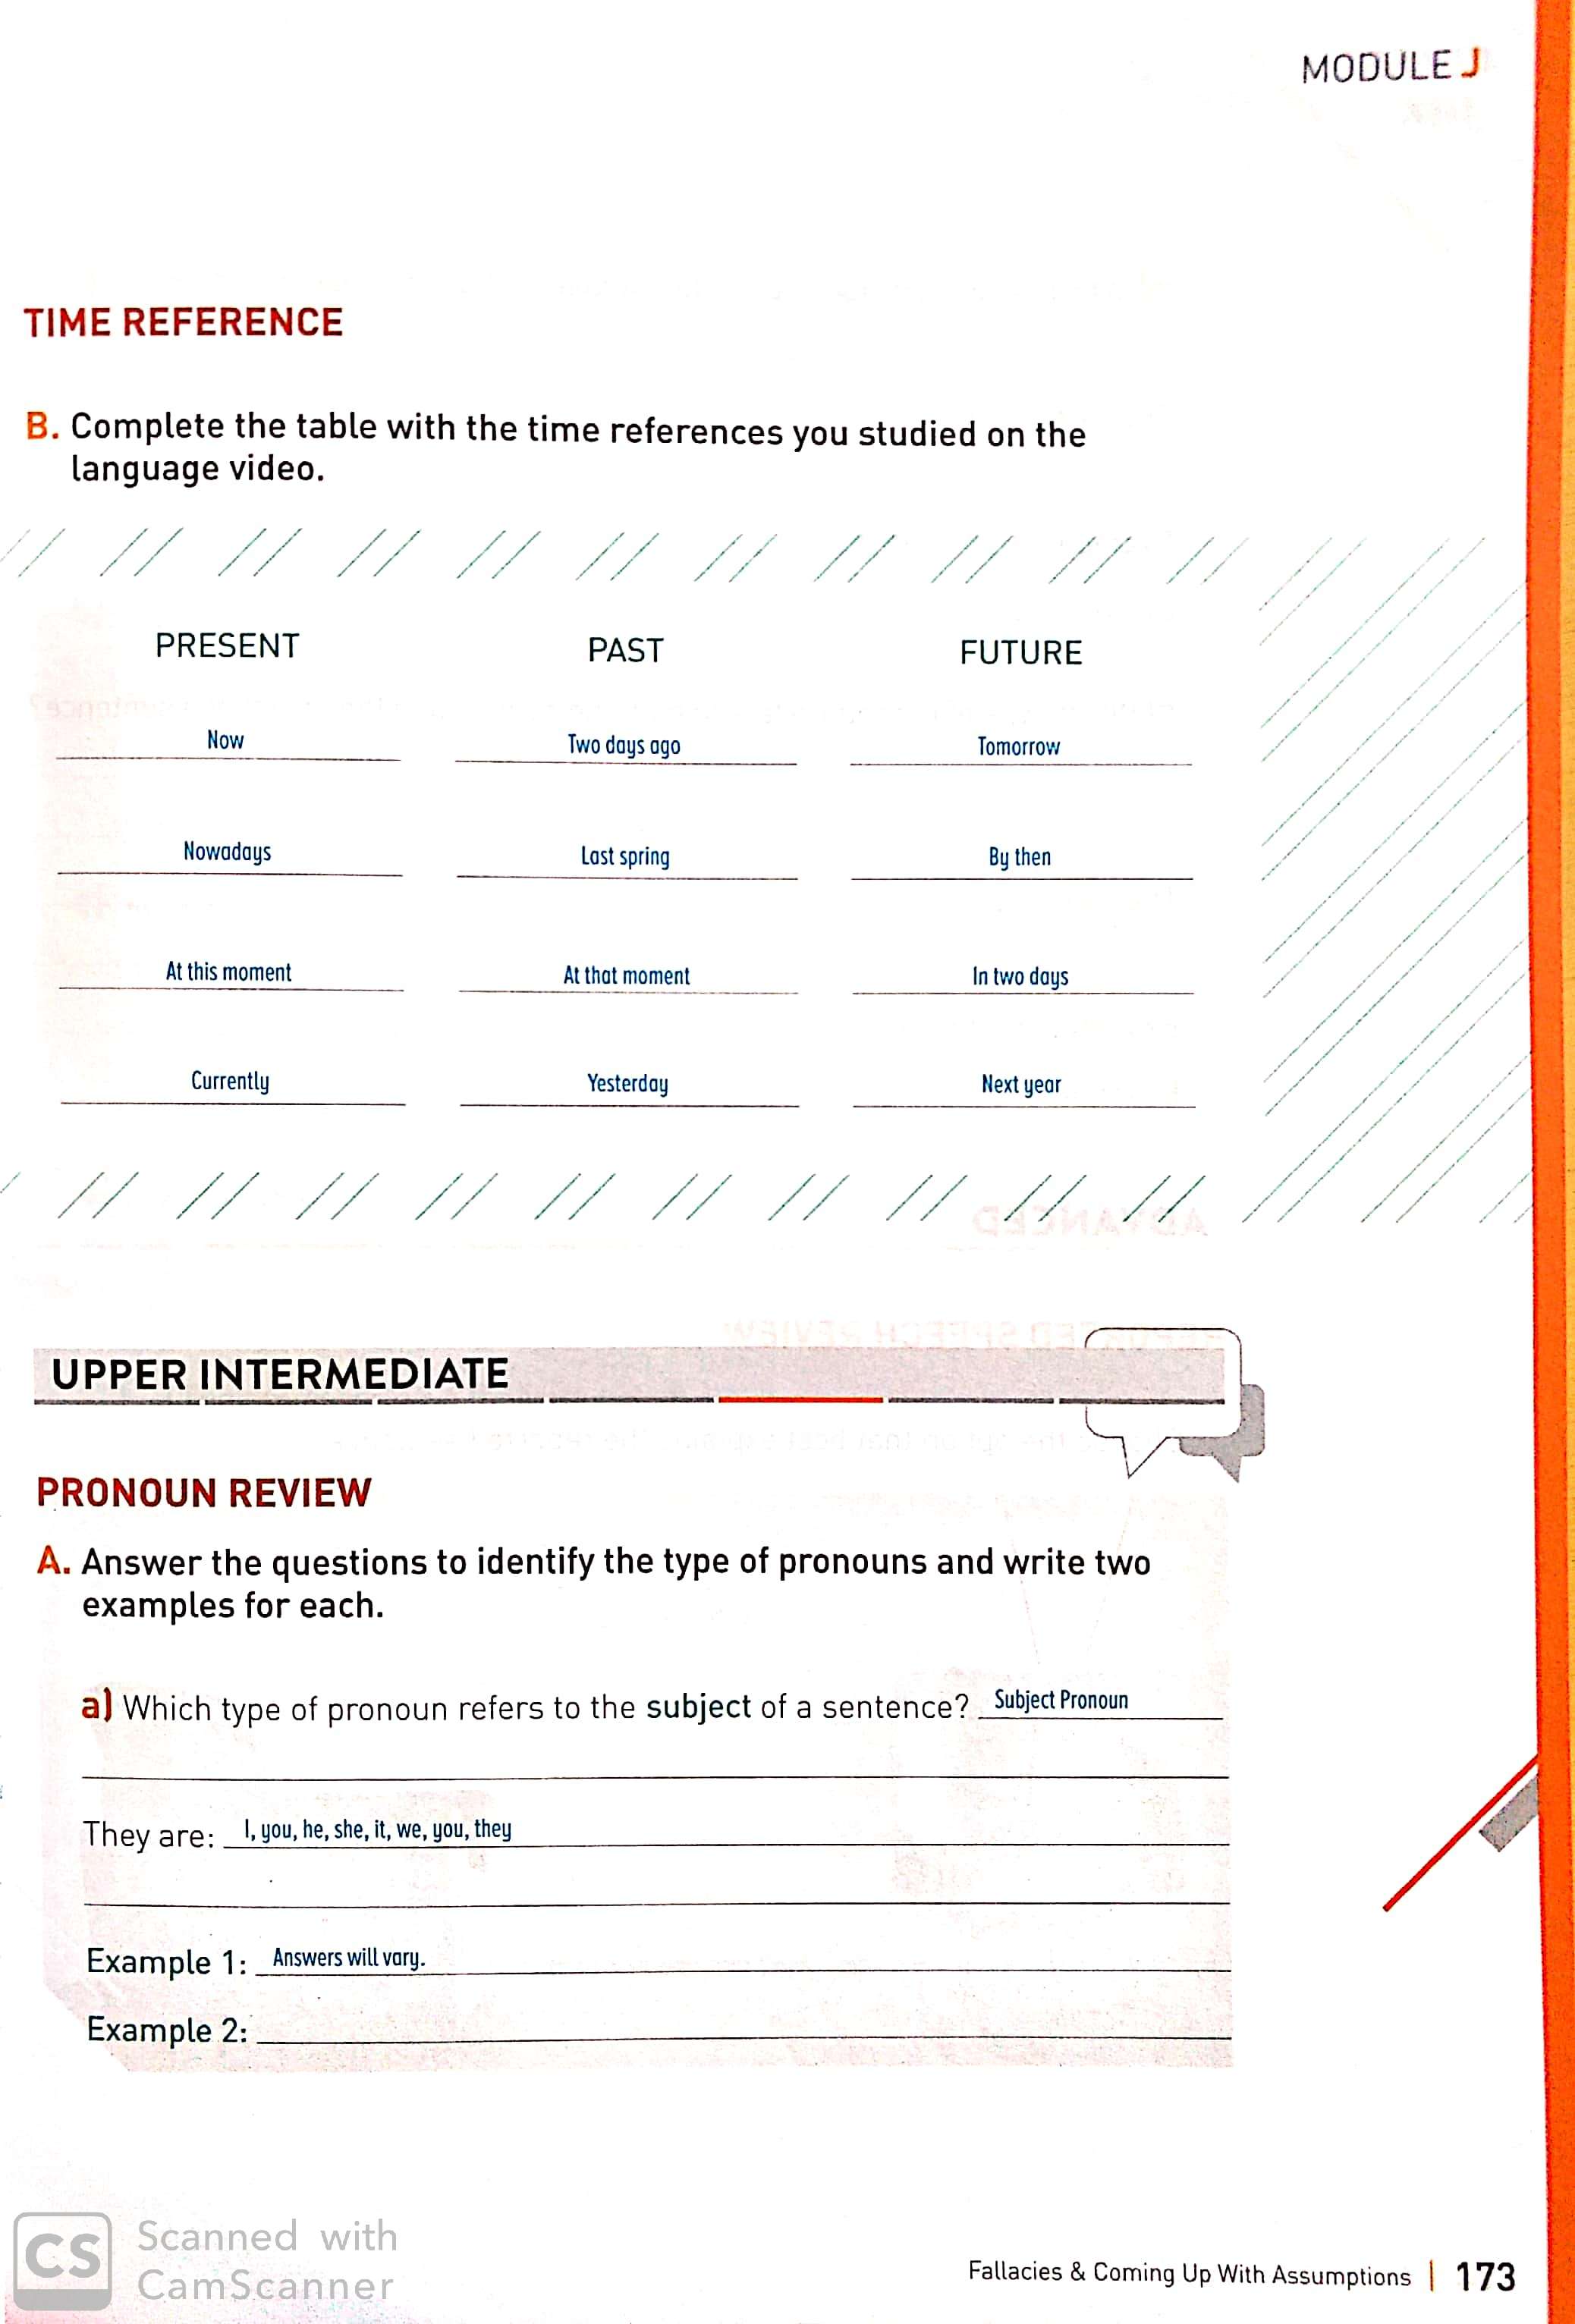 MODULE J
TIME REFERENCE
B. Complete the table with the time references you studied on the
language video.
PRESENT PAST FUTURE
Now Two days ago Tomorrow
Nowadays Last spring By then
At this moment At that moment In two days
Currently Yesterday Next year
UPPER INTERMEDIATE
PRONOUN REVIEW
A. Answer the questions to identify the type of pronouns and write two
examples for each.
a) Which type of pronoun refers to the subject of a sentence? Subject Pronoun
They are: I, you, he, she, it, we, you, they
Example 1: Answers will vary.
Example 2:
CS Scanned with
CamScanner
Fallacies & Coming Up With Assumptions | 173